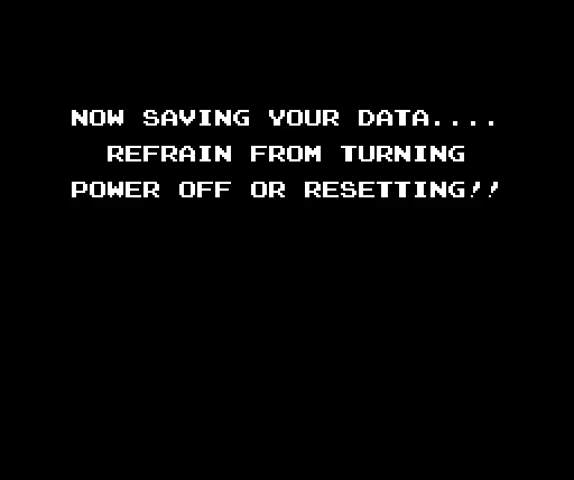 NOW SAVING YOUR DATA....
REFRAIN FROM TURNING
POWER OFF OR RESETTING!!